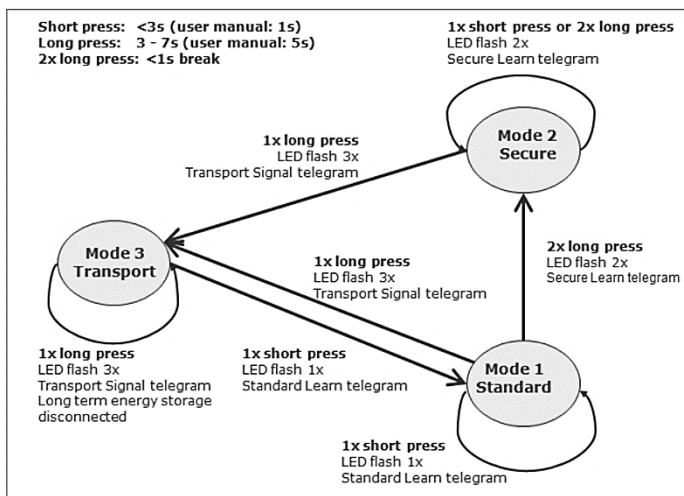 Short press: <3s (user manual: 1s)
Long press: 3 - 7s (user manual: 5s)
2x long press: <1s break
1x short press or 2x long press
LED flash 2x
Secure Learn telegram
Mode 2
Secure
1x long press
LED flash 3x
Transport Signal telegram
Mode 3
Transport
1x long press
LED flash 3x
Transport Signal telegram
2x long press
LED flash 2x
Secure Learn telegram
1x long press
LED flash 3x
Transport Signal telegram
Long term energy storage
disconnected
1x short press
LED flash 1x
Standard Learn telegram
Mode 1
Standard
1x short press
LED flash 1x
Standard Learn telegram